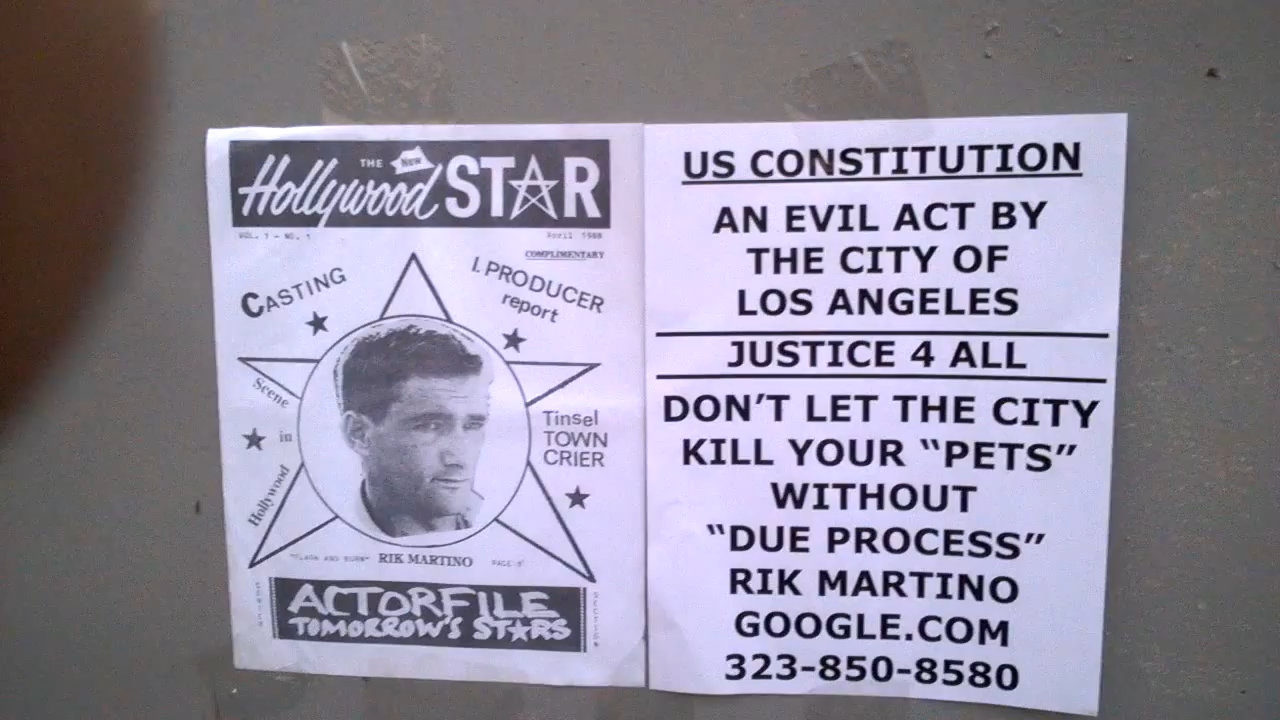 THE New
Hollywood STAR
VOL. 1 - NO. 1 April 1988
COMPLIMENTARY
CASTING
I. PRODUCER
report
Scene
in
Hollywood
Tinsel
TOWN
CRIER
RIK MARTINO
ACTORFILE
TOMORROW'S STARS
US CONSTITUTION
AN EVIL ACT BY
THE CITY OF
LOS ANGELES
JUSTICE 4 ALL
DON'T LET THE CITY
KILL YOUR “PETS”
WITHOUT
“DUE PROCESS”
RIK MARTINO
GOOGLE.COM
323-850-8580